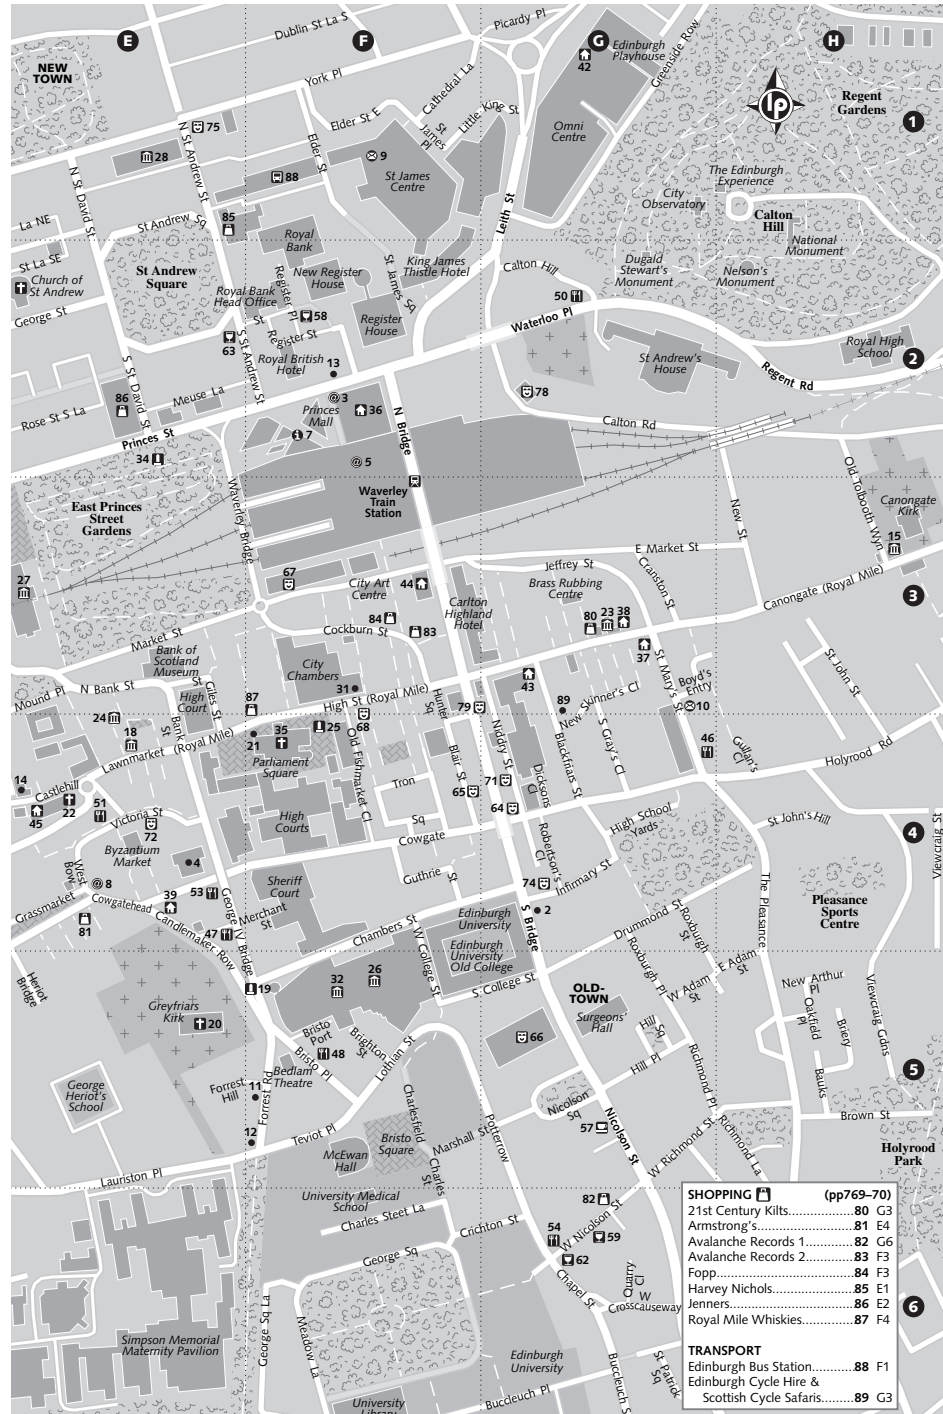 E
F
G
H
Dublin St La S
Picardy Pl
Edinburgh
Playhouse
42
Greenside Row
NEW
TOWN
York Pl
Cathedral La
lp
Regent
Gardens
1
N St Andrew St
75
Elder St E
Elder St
Little King St
St
James
Pl
Omni
Centre
28
9
88
St James
Centre
N St David St
The Edinburgh
Experience
City
Observatory
Calton
Hill
Leith St
La NE
St Andrew Sq
85
Royal
Bank
National
Monument
St La SE
Church of
St Andrew
St Andrew
Square
New Register
House
St James Sq
King James
Thistle Hotel
Calton Hill
Dugald
Stewart's
Monument
Nelson's
Monument
Royal Bank
Head Office
Register Pl
50
George St
58
Register
House
Waterloo Pl
63
Register St
S St Andrew St
Royal British
Hotel
13
St Andrew's
House
Royal High
School
2
Regent Rd
S St David St
86
Meuse La
3
36
78
Rose St S La
Princes
Mall
N Bridge
Calton Rd
Princes St
34
7
5
Waverley
Train
Station
East Princes
Street
Gardens
Waverley Bridge
New St
Old Tolbooth Wyn
Canongate
Kirk
15
27
67
City Art
Centre
44
Jeffrey St
E Market St
Brass Rubbing
Centre
Cranston St
Canongate (Royal Mile)
3
84
83
Cockburn St
Carlton
Highland
Hotel
80
23
38
37
Market St
Bank of
Scotland
Museum
City
Chambers
St John St
Mound Pl
N Bank St
High
Court
St Giles St
87
31
High St (Royal Mile)
Hunter
Sq
79
43
89
New Skinner's Cl
St Mary's St
Boyd's
Entry
10
24
18
Bank
St
21
35
25
68
Old Fishmarket Cl
Lawnmarket (Royal Mile)
Parliament
Square
Blair St
Niddry St
Blackfriars St
S Gray's Cl
46
Gullan's
Cl
Holyrood Rd
14
Castlehill
45
22
51
Victoria St
72
High
Courts
Tron
Sq
65
71
64
Dicksons
Cl
High School
Yards
St John's Hill
4
Viewcraig St
Byzantium
Market
4
Cowgate
Robertson's
Cl
West
Bow
8
Guthrie St
74
Infirmary St
Sheriff
Court
Grassmarket
Cowgatehead
39
53
81
Candlemaker Row
47
George IV Bridge
Merchant
St
Chambers St
W College St
Edinburgh
University
Edinburgh
University
Old College
S Bridge
2
Drummond St
Roxburgh
St
The Pleasance
Pleasance
Sports
Centre
Heriot
Bridge
19
32
26
S College St
OLD-
TOWN
Roxburgh Pl
W Adam
St
E Adam
St
New Arthur
Pl
Viewcraig Gdns
Greyfriars
Kirk
20
Surgeons'
Hall
Oakfield
Pl
Briery
Bauks
Bristo
Port
48
Brighton
St
66
Hill
Sq
Hill Pl
5
Bedlam
Theatre
Bristo Pl
Lothian St
George
Heriot's
School
Forrest
Hill
11
Forrest Rd
Richmond Pl
Nicolson
Sq
Brown St
12
Teviot Pl
Charlesfield
Charles
St
Potterrow
Marshall St
57
Nicolson St
W Richmond St
Richmond La
McEwan
Hall
Bristo
Square
Holyrood
Park
Lauriston Pl
University Medical
School
82
Charles Steet La
W Nicolson St
Crichton St
54
59
George Sq
62
Chapel St
Quarry
Cl
W
Crosscauseway
6
Simpson Memorial
Maternity Pavilion
George Sq La
Meadow La
Edinburgh
University
Buccleuch Pl
Buccleuch S
St Patrick
Sq
University
Library
SHOPPING (pp769–70)
21st Century Kilts..................80 G3
Armstrong's..........................81 E4
Avalanche Records 1.............82 G6
Avalanche Records 2.............83 F3
Fopp.....................................84 F3
Harvey Nichols......................85 E1
Jenners.................................86 E2
Royal Mile Whiskies...............87 F4
TRANSPORT
Edinburgh Bus Station...........88 F1
Edinburgh Cycle Hire &
Scottish Cycle Safaris.............89 G3